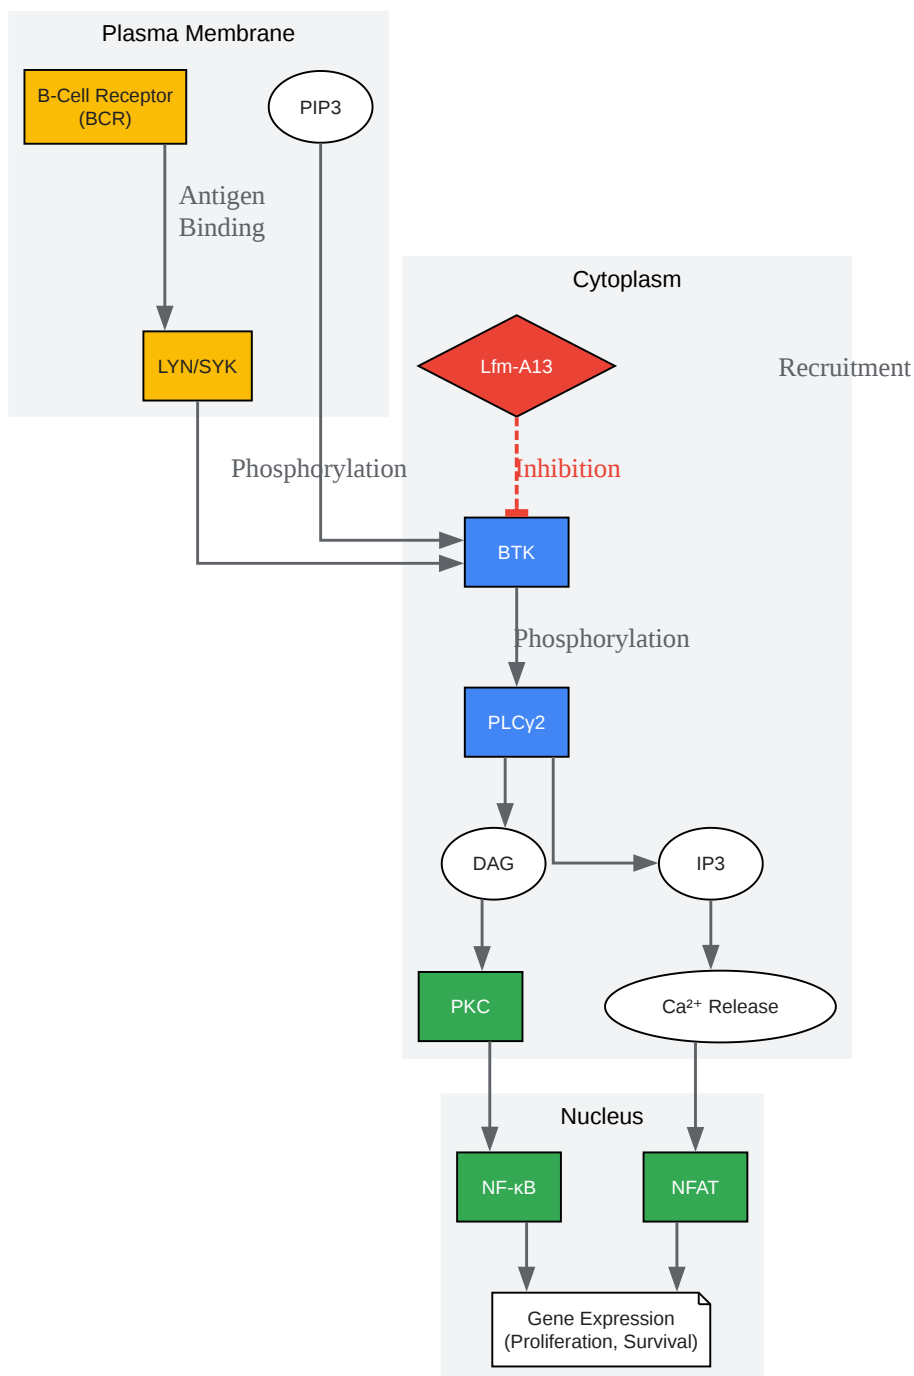 Plasma Membrane
B-Cell Receptor
(BCR)
PIP3
Antigen
Binding
Cytoplasm
LYN/SYK
Lfm-A13
Recruitment
Phosphorylation
Inhibition
BTK
Phosphorylation
PLCγ2
DAG
IP3
PKC
Ca²⁺ Release
Nucleus
NF-κB
NFAT
Gene Expression
(Proliferation, Survival)